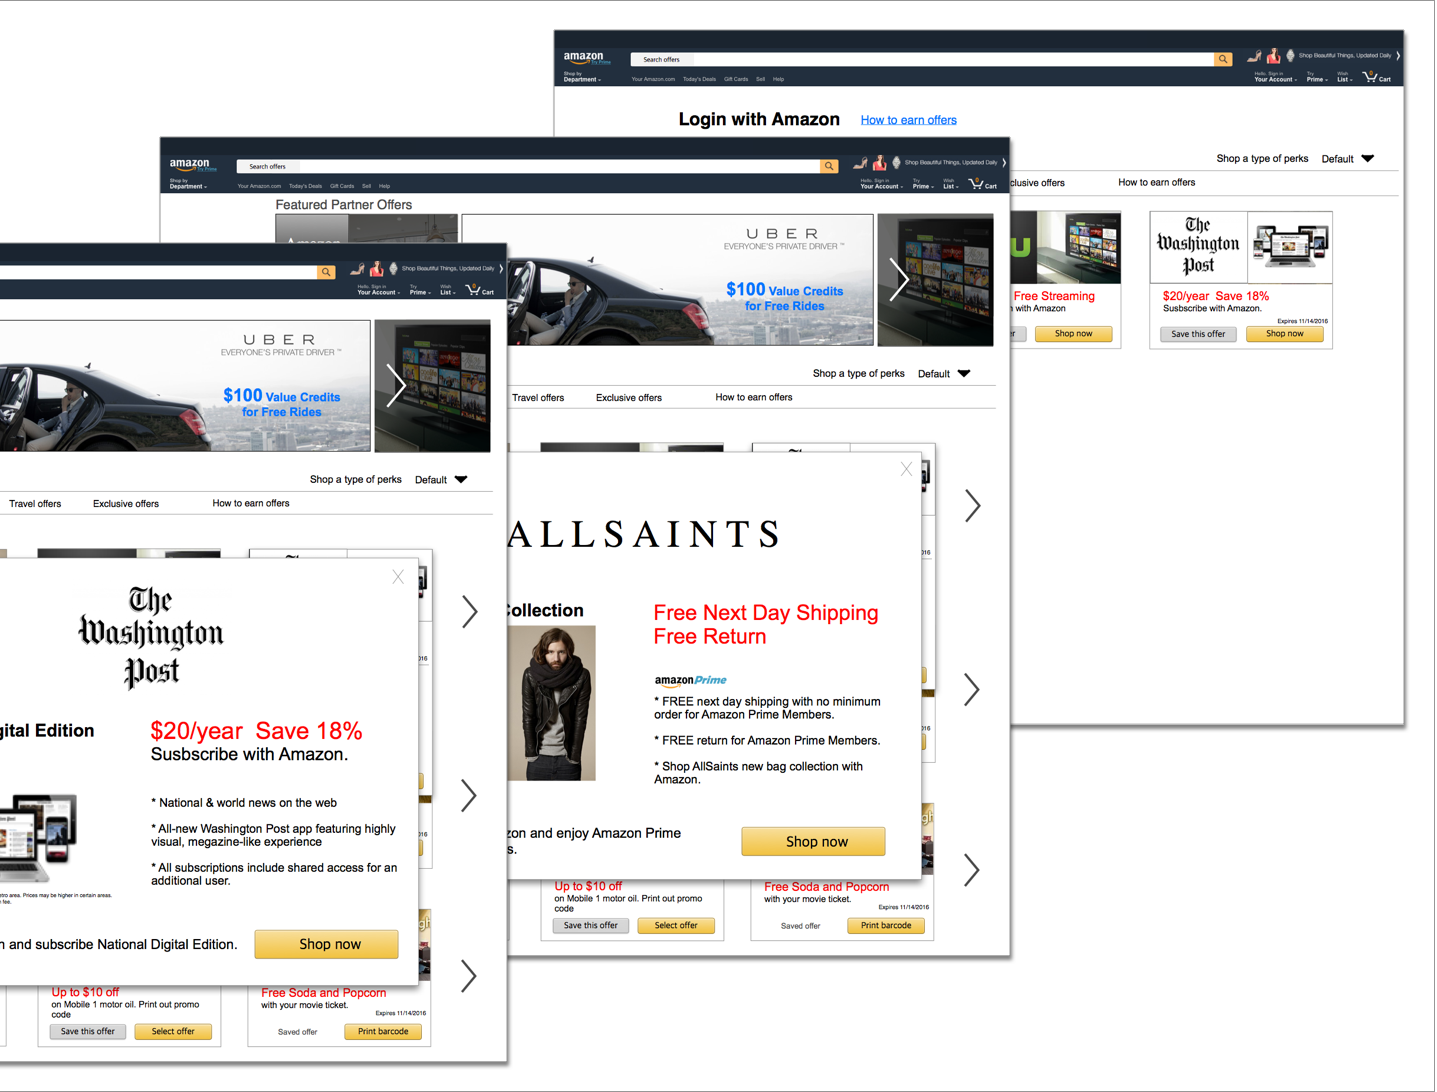 amazon
Try Prime
Search offers
Shop Beautiful Things, Updated Daily
Shop by
Department
Your Amazon.com Today's Deals Gift Cards Sell Help
Hello. Sign in
Your Account
Try
Prime
Wish
List
0
Cart
Login with Amazon How to earn offers
Shop a type of perks Default
clusive offers How to earn offers
The
Washington
Post
Free Streaming
n with Amazon
er Shop now
$20/year Save 18%
Susbscribe with Amazon.
Expires 11/14/2016
Save this offer Shop now
amazon
Try Prime
Search offers
Shop Beautiful Things, Updated Daily
Shop by
Department
Your Amazon.com Today's Deals Gift Cards Sell Help
Hello. Sign in
Your Account
Try
Prime
Wish
List
0
Cart
Featured Partner Offers
UBER
EVERYONE'S PRIVATE DRIVER™
$100 Value Credits
for Free Rides
Shop a type of perks Default
Travel offers Exclusive offers How to earn offers
X
ALLSAINTS
Collection
Free Next Day Shipping
Free Return
amazonPrime
* FREE next day shipping with no minimum
order for Amazon Prime Members.
* FREE return for Amazon Prime Members.
* Shop AllSaints new bag collection with
Amazon.
zon and enjoy Amazon Prime
s.
Shop now
016
Up to $10 off
on Mobile 1 motor oil. Print out promo
code
Save this offer Select offer
Free Soda and Popcorn
with your movie ticket.
Expires 11/14/2016
Saved offer Print barcode
Shop Beautiful Things, Updated Daily
Hello. Sign in
Your Account
Try
Prime
Wish
List
0
Cart
UBER
EVERYONE'S PRIVATE DRIVER™
$100 Value Credits
for Free Rides
Shop a type of perks Default
Travel offers Exclusive offers How to earn offers
X
The
Washington
Post
gital Edition
$20/year Save 18%
Susbscribe with Amazon.
* National & world news on the web
* All-new Washington Post app featuring highly
visual, megazine-like experience
* All subscriptions include shared access for an
additional user.
etro area. Prices may be higher in certain areas.
fee.
n and subscribe National Digital Edition.
Shop now
016
Up to $10 off
on Mobile 1 motor oil. Print out promo
code
Save this offer Select offer
Free Soda and Popcorn
with your movie ticket.
Expires 11/14/2016
Saved offer Print barcode